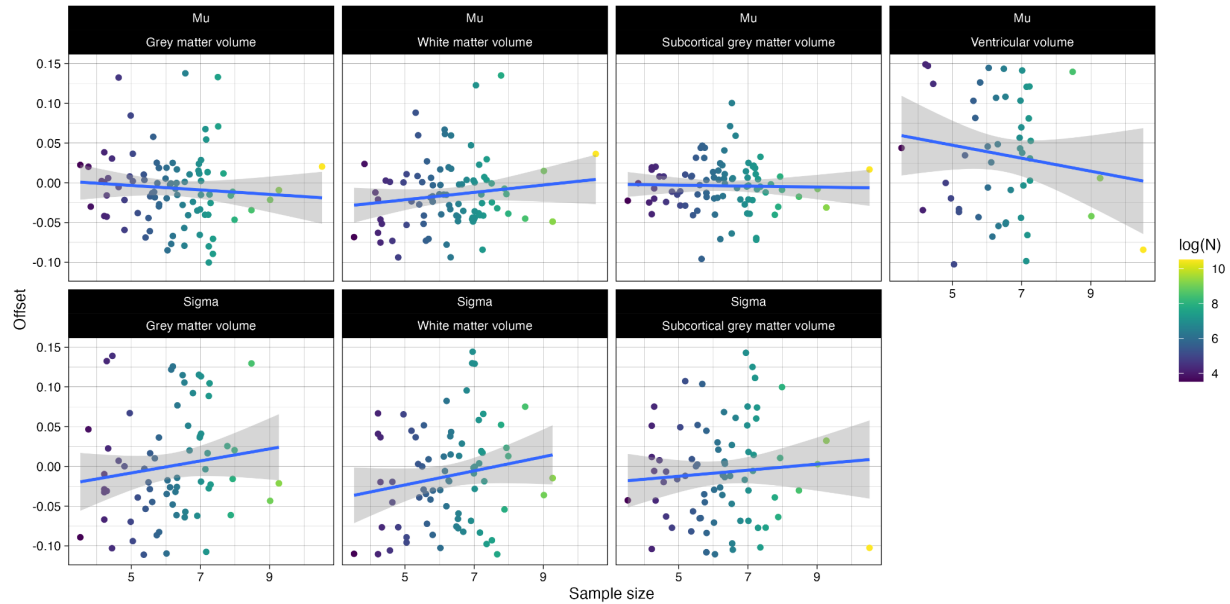 Mu
Grey matter volume
Mu
White matter volume
Mu
Subcortical grey matter volume
Mu
Ventricular volume
0.15
0.10
0.05
0.00
-0.05
-0.10
5
7
9
Sigma
Grey matter volume
Sigma
White matter volume
Sigma
Subcortical grey matter volume
0.15
0.10
0.05
0.00
-0.05
-0.10
5
7
9
5
7
9
5
7
9
Offset
Sample size
log(N)
10
8
6
4